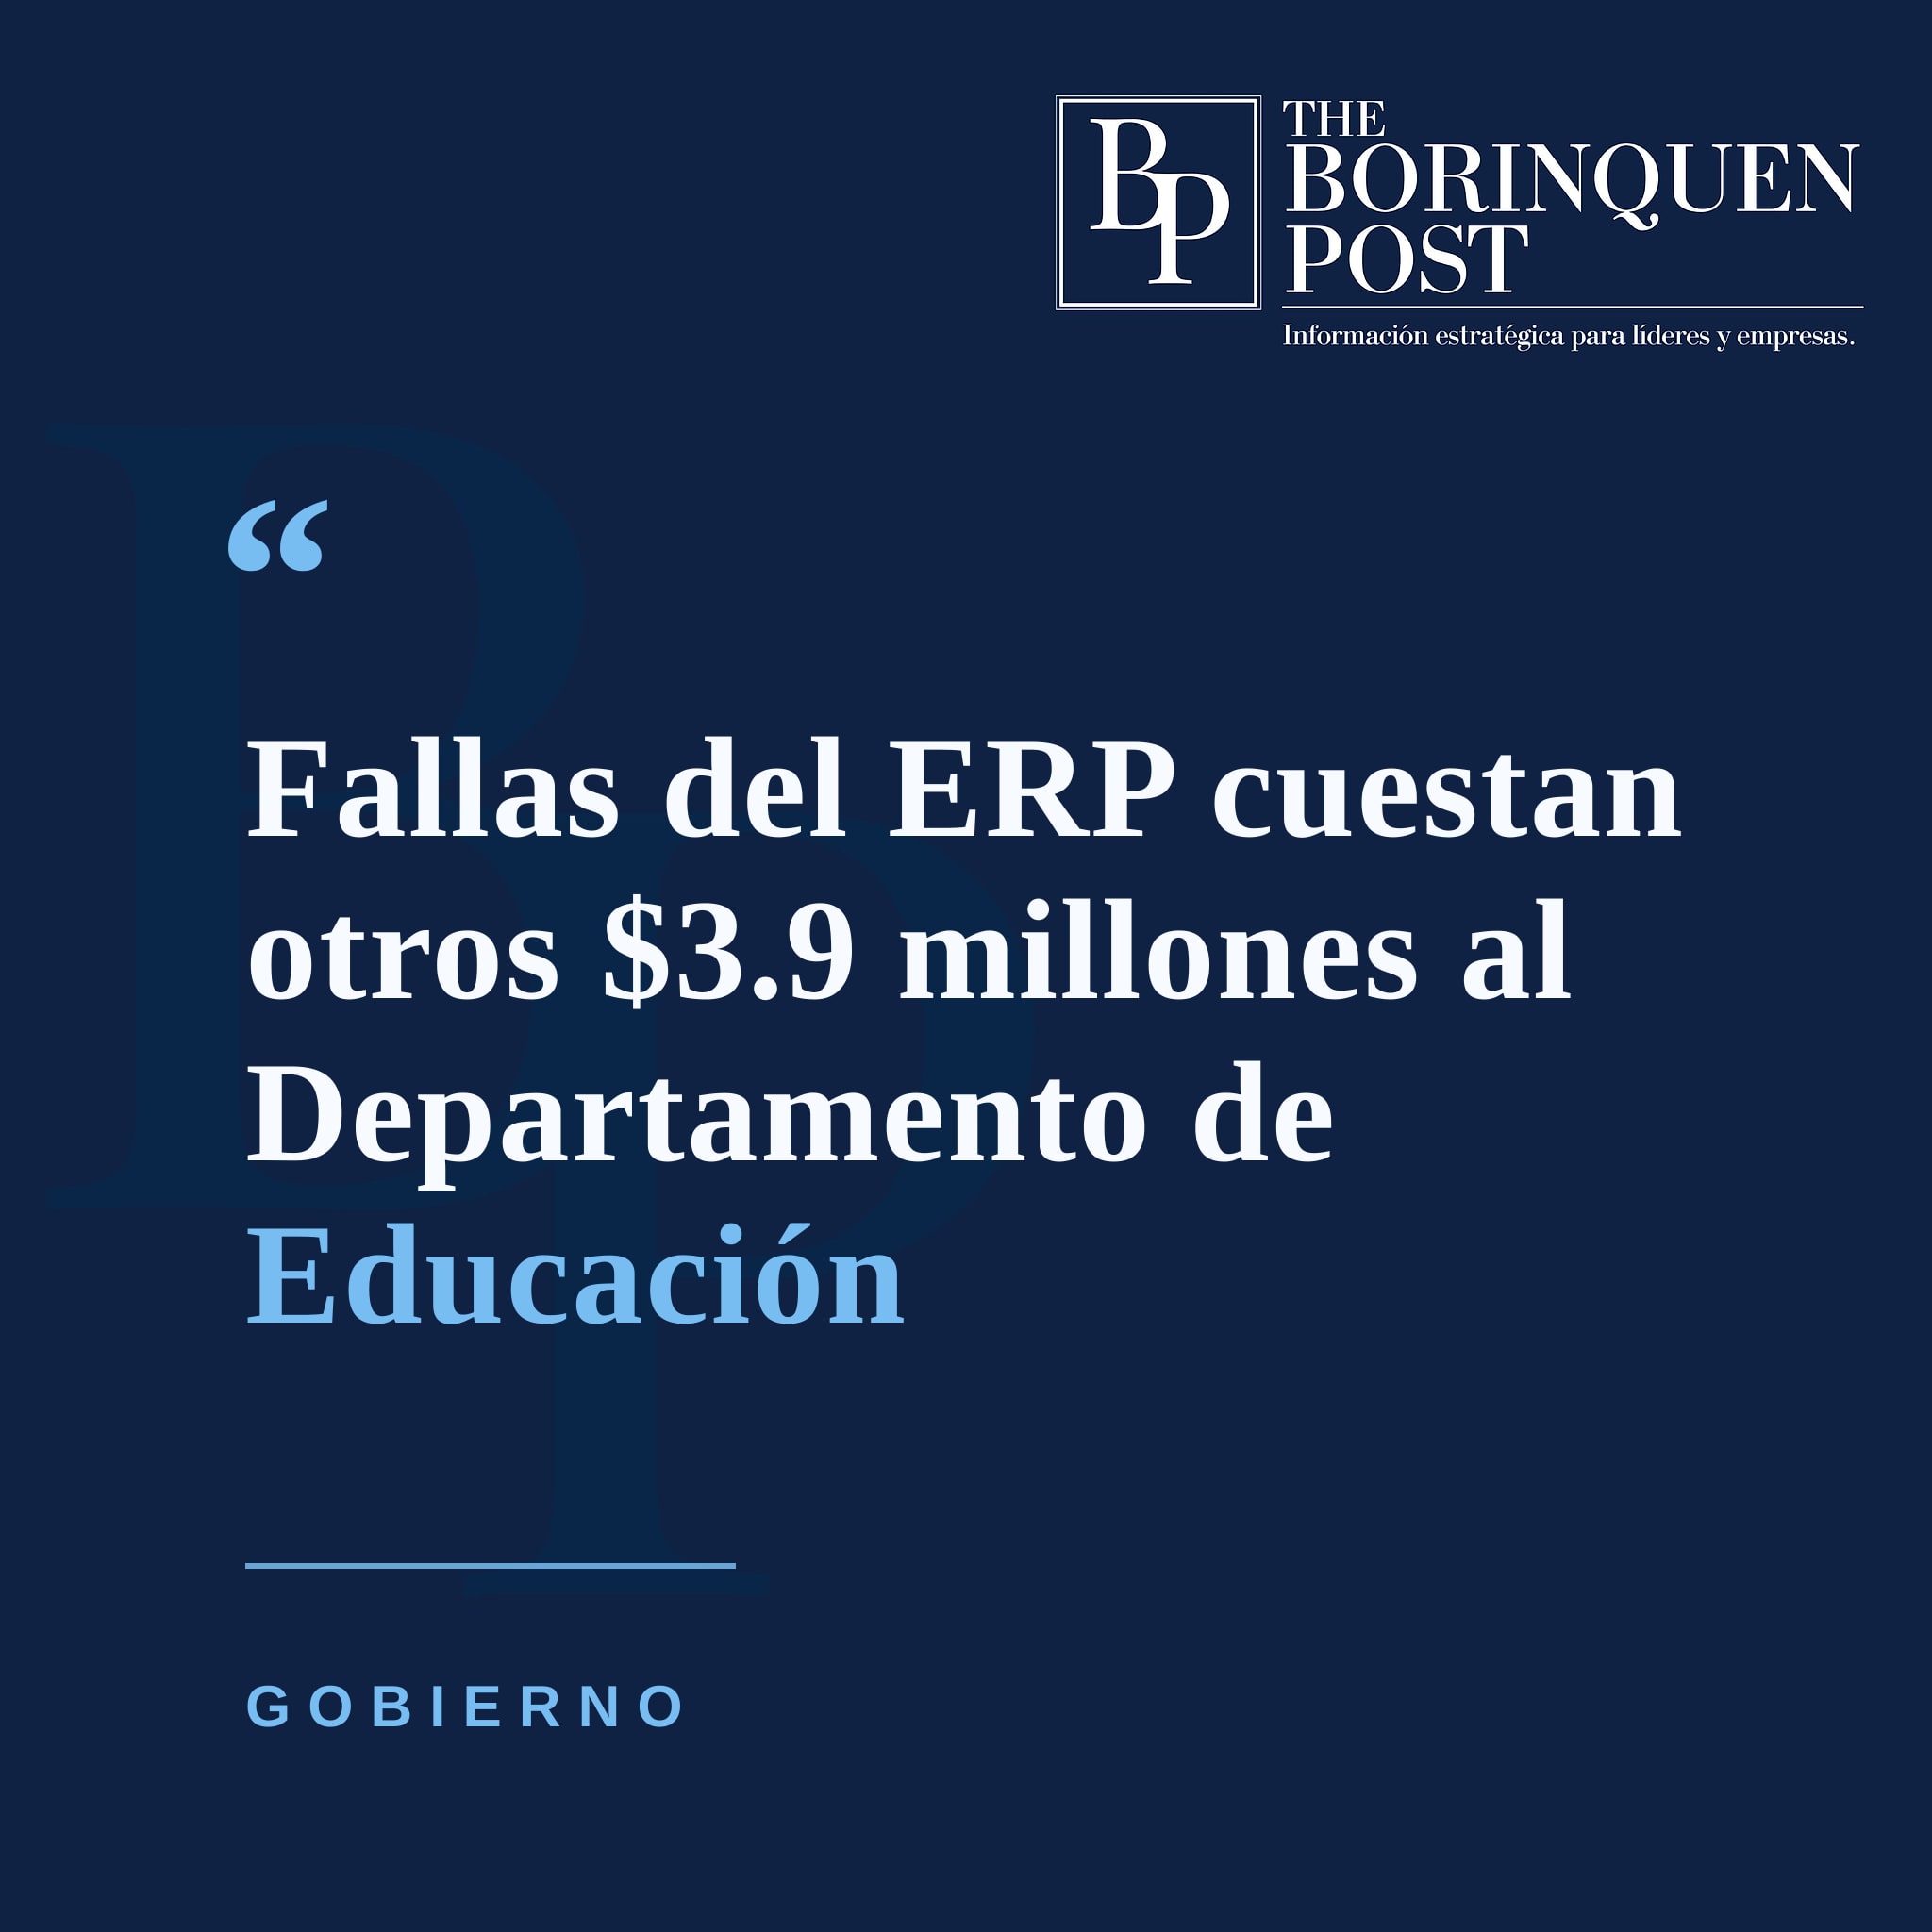 BP
THE
BORINQUEN
POST
Información estratégica para líderes y empresas.
“
Fallas del ERP cuestan
otros $3.9 millones al
Departamento de
Educación
GOBIERNO